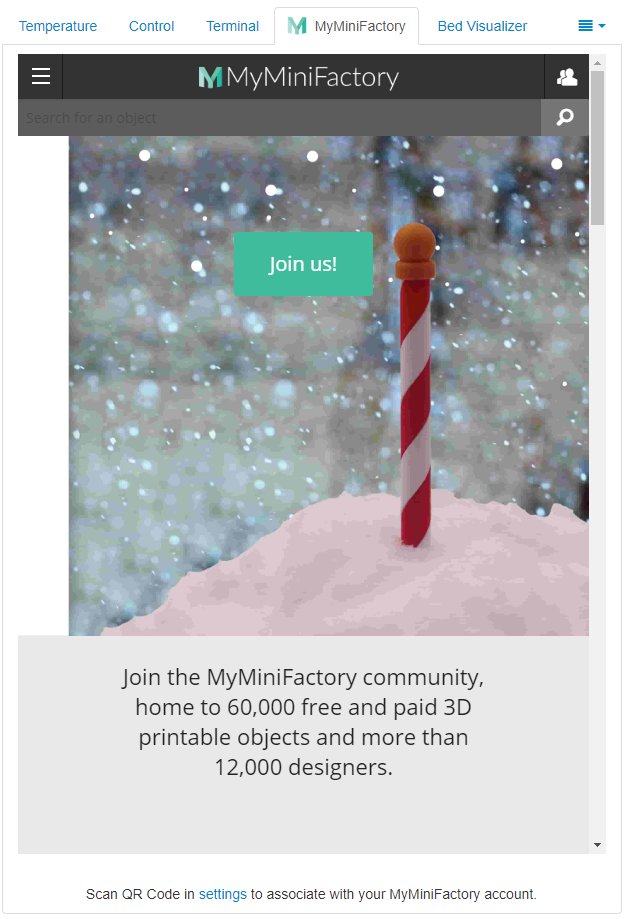 Temperature Control Terminal MyMiniFactory Bed Visualizer
MyMiniFactory
Search for an object
Join us!
Join the MyMiniFactory community,
home to 60,000 free and paid 3D
printable objects and more than
12,000 designers.
Scan QR Code in settings to associate with your MyMiniFactory account.